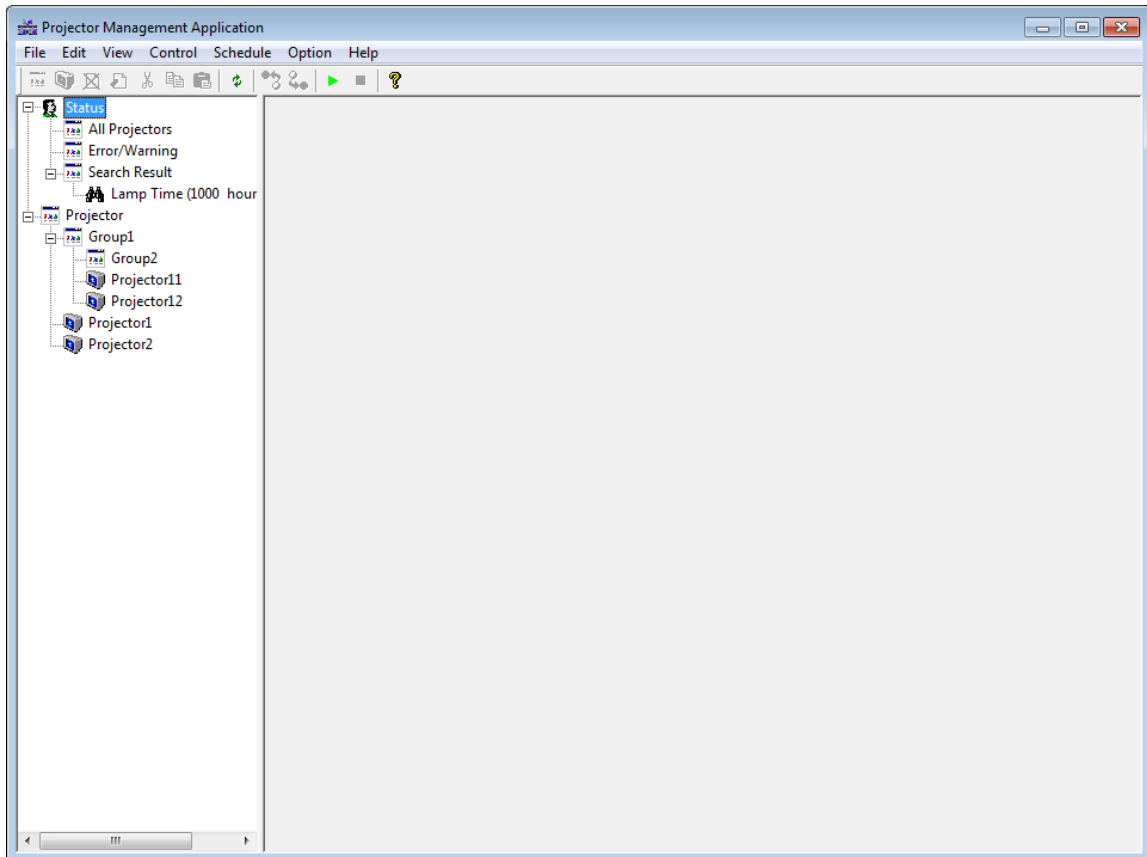 Projector Management Application
File Edit View Control Schedule Option Help
Status
All Projectors
Error/Warning
Search Result
Lamp Time (1000 hour
Projector
Group1
Group2
Projector11
Projector12
Projector1
Projector2